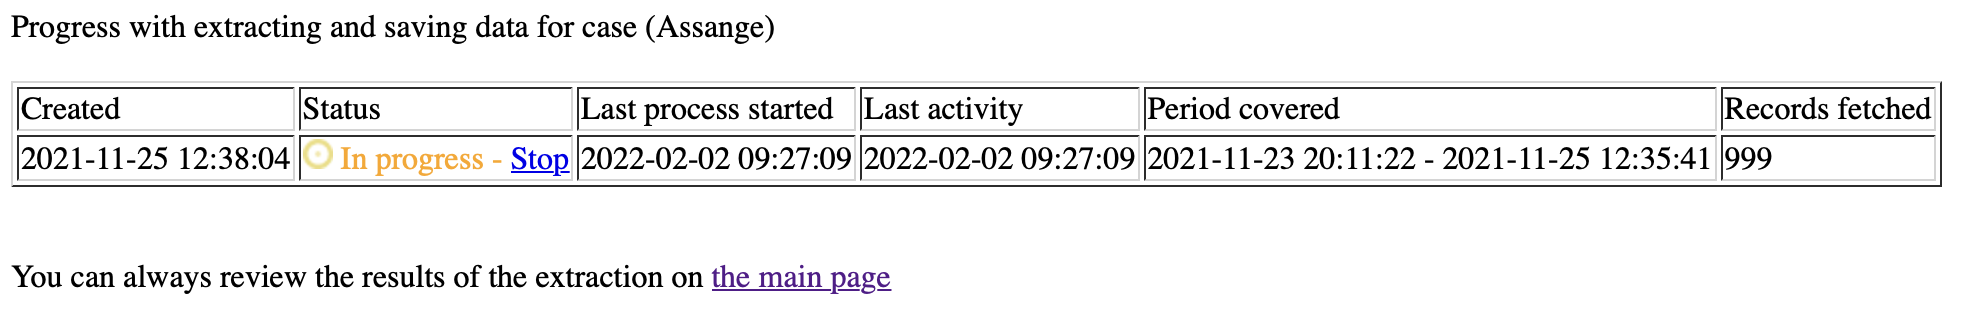 Progress with extracting and saving data for case (Assange)
Created Status Last process started Last activity Period covered Records fetched
2021-11-25 12:38:04 In progress - Stop 2022-02-02 09:27:09 2022-02-02 09:27:09 2021-11-23 20:11:22 - 2021-11-25 12:35:41 999
You can always review the results of the extraction on the main page